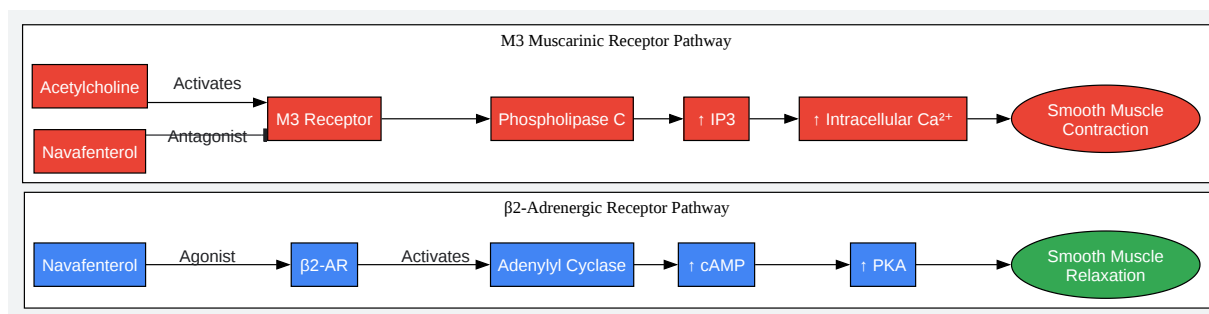 M3 Muscarinic Receptor Pathway
Acetylcholine
Activates
Navafenterol
Antagonist
M3 Receptor
Phospholipase C
↑ IP3
↑ Intracellular Ca²⁺
Smooth Muscle
Contraction
β2-Adrenergic Receptor Pathway
Navafenterol
Agonist
β2-AR
Activates
Adenylyl Cyclase
↑ cAMP
↑ PKA
Smooth Muscle
Relaxation